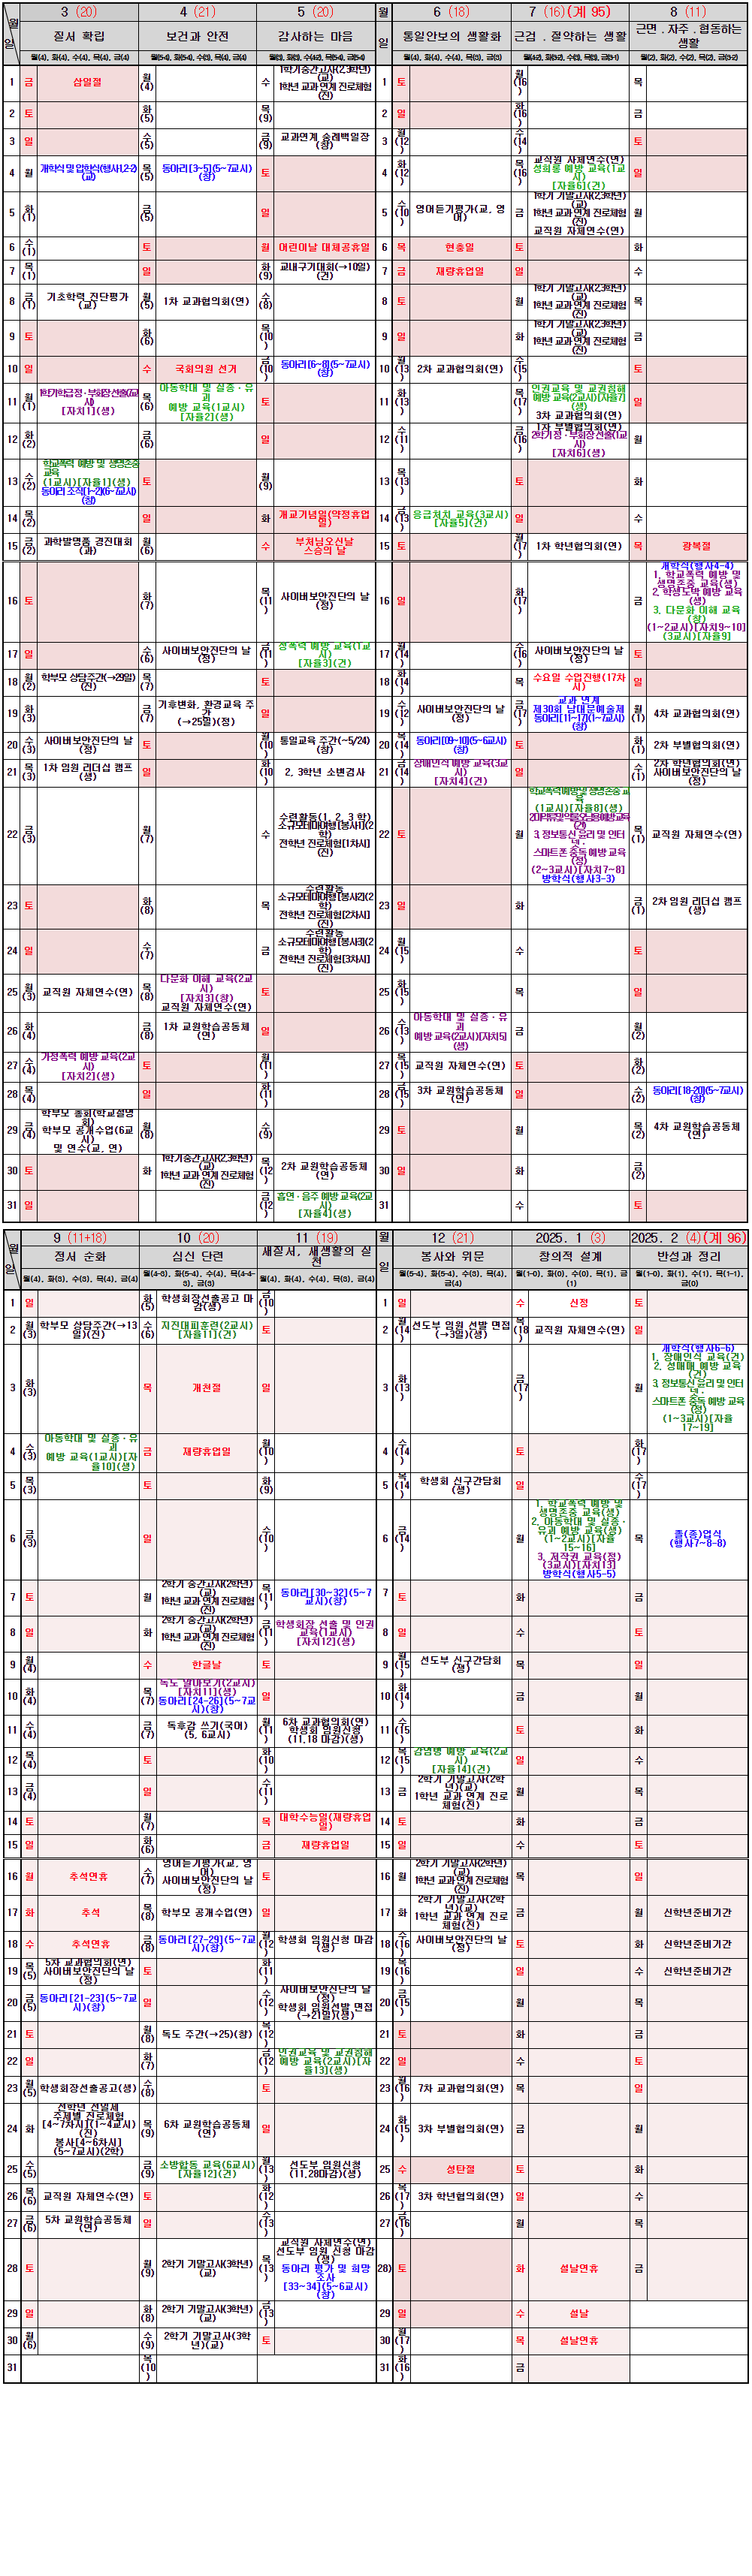 월
일
3 (20)
4 (21)
5 (20)
월
일
6 (18)
7 (16)(계 95)
8 (11)
질서 확립
보건과 안전
감사하는 마음
통일안보의 생활화
근검 . 절약하는 생활
근면 . 자주 . 협동하는 생활
1
금
삼일절
월(4)
수
1학기중간고사(2,3학년)(교)
1학년 교과 연계 진로체험(진)
1
토
월(16)
목
2
토
화(5)
목(9)
2
일
화(16)
금
3
일
수(5)
금(9)
교과연계 숭례백일장(창)
3
월(12)
수(14)
토
4
월
개학식 및 입학식(행사1,2-2)(교)
목(5)
동아리[3~5](5~7교시)(창)
토
4
화(12)
목(16)
교직원 자체연수(연)
성희롱 예방 교육(1교시)
[자율6](건)
일
5
화(1)
금(5)
일
5
수(10)
영어듣기평가(교, 영어)
금
1학기 기말고사(2,3학년)(교)
1학년 교과 연계 진로체험(진)
교직원 자체연수(연)
월
6
수(1)
토
월
어린이날 대체공휴일
6
목
현충일
토
화
7
목(1)
일
화(9)
교내구기대회(→10일)(건)
7
금
재량휴업일
일
수
8
금(1)
기초학력 진단평가(교)
월(5)
1차 교과협의회(연)
수(8)
8
토
월
1학기 기말고사(2,3학년)(교)
1학년 교과 연계 진로체험(진)
목
9
토
화(6)
목(10)
9
일
화
1학기 기말고사(2,3학년)(교)
1학년 교과 연계 진로체험(진)
금
10
일
수
국회의원 선거
금(10)
동아리[6~8](5~7교시)(창)
10
월(13)
2차 교과협의회(연)
수(15)
토
11
월(1)
1학기학급정ㆍ부회장선출(7교시)
[자치1](생)
목(6)
아동학대 및 실종ㆍ유괴
예방 교육(1교시)
[자율2](생)
토
11
화(13)
목(17)
인권교육 및 교권침해
예방 교육(2교시)[자율7](생)
3차 교과협의회(연)
일
12
화(2)
금(6)
일
12
수(11)
금(16)
1차 부별협의회(연)
2학기 정ㆍ부회장 선출(1교시)
[자치6](생)
월
13
수(2)
학교폭력 예방 및 생명존중 교육
(1교시)[자율1](생)
동아리 조직[1~2](6~7교시)(창)
토
월(9)
13
목(13)
토
화
14
목(2)
일
화
개교기념일(약정휴업일)
14
금(13)
응급처치 교육(3교시)
[자율5](건)
일
수
15
금(2)
과학발명품 경진대회(과)
월(6)
수
부처님오신날
스승의 날
15
토
월(17)
1차 학년협의회(연)
목
광복절
16
토
화(7)
목(11)
사이버보안진단의 날(정)
16
일
화(17)
금
개학식(행사4-4)
1. 학교폭력 예방 및 생명존중 교육(생)
2. 학생도박 예방 교육(생)
3. 다문화 이해 교육(창)
(1~2교시)[자치9~10]
(3교시)[자율9]
17
일
수(6)
사이버보안진단의 날(정)
금(11)
성폭력 예방 교육(1교시)
[자율3](건)
17
월(14)
수(16)
사이버보안진단의 날(정)
토
18
월(2)
학부모 상담주간(→29일)(진)
목(7)
토
18
화(14)
목
수요일 수업진행(17차시)
일
19
화(3)
금(7)
기후변화, 환경교육 주간
(→25일)(정)
일
19
수(12)
사이버보안진단의 날(정)
금(17)
교과 연계
제30회 남대문예술제
동아리[11~17](1~7교시)(창)
월(1)
4차 교과협의회(연)
20
수(3)
사이버보안진단의 날(정)
토
월(10)
통일교육 주간(~5/24)(창)
20
목(14)
동아리[09~10](5~6교시)(창)
토
화(1)
2차 부별협의회(연)
21
목(3)
1차 임원 리더십 캠프(생)
일
화(10)
2, 3학년 소변검사
21
금(14)
장애인식 예방 교육(3교시)
[자치4](건)
일
수(1)
2차 학년협의회(연)
사이버보안진단의 날(정)
22
금(3)
월(7)
수
수련활동(1, 2, 3 학)
소규모테마여행[봉사1](2학)
전학년 진로체험[1차시](진)
22
토
월
학교폭력 예방 및 생명존중 교육
(1교시)[자율8](생)
3. 정보통신 윤리 및 인터넷ㆍ
스마트폰 중독 예방 교육(정)
(2~3교시)[자치7~8]
방학식(행사3-3)
목(1)
교직원 자체연수(연)
23
토
화(8)
목
수련활동
소규모테마여행[봉사2](2학)
전학년 진로체험[2차시](진)
23
일
화
금(1)
2차 임원 리더십 캠프(생)
24
일
수(7)
금
수련활동
소규모테마여행[봉사3](2학)
전학년 진로체험[3차시](진)
24
월(15)
수
토
25
월(3)
교직원 자체연수(연)
목(8)
다문화 이해 교육(2교시)
[자치3](창)
교직원 자체연수(연)
토
25
화(15)
목
일
26
화(4)
금(8)
1차 교원학습공동체(연)
일
26
수(13)
아동학대 및 실종ㆍ유괴
예방 교육(2교시)[자치5](생)
금
월(2)
27
수(4)
가정폭력 예방 교육(2교시)
[자치2](생)
토
월(11)
27
목(15)
교직원 자체연수(연)
토
화(2)
28
목(4)
일
화(11)
28
금(15)
3차 교원학습공동체(연)
일
수(2)
동아리[18-20](5~7교시)(창)
29
금(4)
학부모 총회(학교설명회)
학부모 공개수업(6교시)
및 연수(교, 연)
월(8)
수(9)
29
토
월
목(2)
4차 교원학습공동체(연)
30
토
화
1학기중간고사(2,3학년)(교)
1학년 교과 연계 진로체험(진)
목(12)
2차 교원학습공동체(연)
30
일
화
금(2)
31
일
금(12)
흡연ㆍ음주 예방 교육(2교시)
[자율4](생)
31
수
토
월
일
9 (11+18)
10 (20)
11 (19)
월
일
12 (21)
2025. 1 (3)
2025. 2 (4)(계 96)
정서 순화
심신 단련
새질서, 새생활의 실천
봉사와 위문
창의적 설계
반성과 정리
1
일
화(5)
학생회장선출공고 마감(생)
금(10)
1
일
수
신정
토
2
월(3)
학부모 상담주간(→13일)(진)
수(6)
지진대피훈련(2교시)
[자율11](건)
토
2
월(14)
선도부 임원 선발 면접(→3일)(생)
목(18)
교직원 자체연수(연)
일
3
화(3)
목
개천절
일
3
화(13)
금(17)
월
개학식(행사6-6)
1. 장애인식 교육(건)
2. 성매매 예방 교육(건)
3. 정보통신 윤리 및 인터넷ㆍ
스마트폰 중독 예방 교육(정)
(1~3교시)[자율17~19]
4
수(3)
아동학대 및 실종ㆍ유괴
예방 교육(1교시)[자율10](생)
금
재량휴업일
월(10)
4
수(14)
토
화(17)
5
목(3)
토
화(9)
5
목(14)
학생회 신구간담회(생)
일
수(17)
6
금(3)
일
수(10)
6
금(14)
월
1. 학교폭력 예방 및 생명존중 교육(생)
2. 아동학대 및 실종ㆍ유괴 예방 교육(생)
(1~2교시)[자율15~16]
3. 저작권 교육(정)
(3교시)[자치13]
방학식(행사5-5)
목
졸(종)업식
(행사7~8-8)
7
토
월
2학기 중간고사(2학년)(교)
1학년 교과 연계 진로체험(진)
목(11)
동아리[30~32](5~7교시)(창)
7
토
화
금
8
일
화
2학기 중간고사(2학년)(교)
1학년 교과 연계 진로체험(진)
금(11)
학생회장 선출 및 인권교육(1교시)
[자치12](생)
8
일
수
토
9
월(4)
수
한글날
토
9
월(15)
선도부 신구간담회(생)
목
일
10
화(4)
목(7)
독도 알아보기(2교시)
[자치11](생)
동아리[24-26](5~7교시)(창)
일
10
화(14)
금
월
11
수(4)
금(7)
독후감 쓰기(국어)(5, 6교시)
월(11)
6차 교과협의회(연)
학생회 임원신청(11.18 마감)(생)
11
수(15)
토
화
12
목(4)
토
화(10)
12
목(15)
감염병 예방 교육(2교시)
[자율14](건)
일
수
13
금(4)
일
수(11)
13
금
2학기 기말고사(2학년)(교)
1학년 교과 연계 진로체험(진)
월
목
14
토
월(7)
목
대학수능일(재량휴업일)
14
토
화
금
15
일
화(6)
금
재량휴업일
15
일
수
토
16
월
추석연휴
수(7)
영어듣기평가(교, 영어)
사이버보안진단의 날(정)
토
16
월
2학기 기말고사(2학년)(교)
1학년 교과 연계 진로체험(진)
목
일
17
화
추석
목(8)
학부모 공개수업(연)
일
17
화
2학기 기말고사(2학년)(교)
1학년 교과 연계 진로체험(진)
금
월
신학년준비기간
18
수
추석연휴
금(8)
동아리[27-29](5~7교시)(창)
월(12)
학생회 임원신청 마감(생)
18
수(16)
사이버보안진단의 날(정)
토
화
신학년준비기간
19
목(5)
5차 교과협의회(연)
사이버보안진단의 날(정)
토
화(11)
19
목(16)
일
수
신학년준비기간
20
금(5)
동아리[21-23](5~7교시)(창)
일
수(12)
사이버보안진단의 날(정)
학생회 임원선발 면접(→21일)(생)
20
금(15)
월
목
21
토
월(8)
독도 주간(→25)(창)
목(12)
21
토
화
금
22
일
화(7)
금(12)
인권교육 및 교권침해
예방 교육(2교시)[자율13](생)
22
일
수
토
23
월(5)
학생회장선출공고(생)
수(8)
토
23
월(16)
7차 교과협의회(연)
목
일
24
화
전학년 전일제
주제별 진로체험
[4~7차시](1~4교시)(진)
봉사[4~6차시]
(5~7교시)(2학)
목(9)
6차 교원학습공동체(연)
일
24
화(15)
3차 부별협의회(연)
금
월
25
수(5)
금(9)
소방합동 교육(6교시)
[자율12](건)
월(13)
선도부 임원신청(11.28마감)(생)
25
수
성탄절
토
화
26
목(6)
교직원 자체연수(연)
토
화(12)
26
목(17)
3차 학년협의회(연)
일
수
27
금(6)
5차 교원학습공동체(연)
일
수(13)
27
금(16)
월
목
28
토
월(9)
2학기 기말고사(3학년)(교)
목(13)
교직원 자체연수(연)
선도부 임원 신청 마감(생)
동아리 평가 및 희망조사
[33~34](5~6교시)(창)
28)
토
화
설날연휴
금
29
일
화(8)
2학기 기말고사(3학년)(교)
금(13)
29
일
수
설날
30
월(6)
수(9)
2학기 기말고사(3학년)(교)
토
30
월(17)
목
설날연휴
31
목(10)
31
화(16)
금